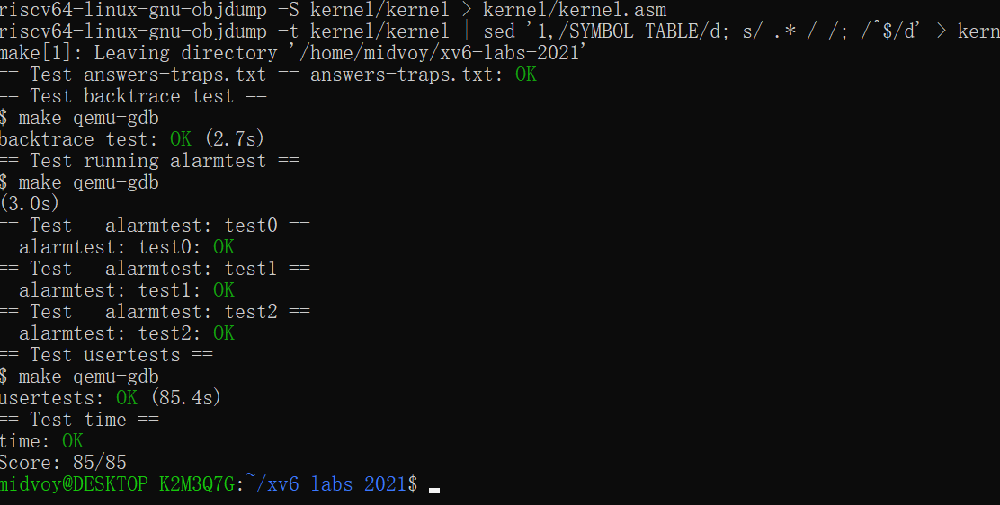 riscv64-linux-gnu-objdump -S kernel/kernel > kernel/kernel.asm
riscv64-linux-gnu-objdump -t kernel/kernel | sed '1,/SYMBOL TABLE/d; s/ .* / /; /^$/d' > kern
make[1]: Leaving directory '/home/midvoy/xv6-labs-2021'
== Test answers-traps.txt == answers-traps.txt: OK
== Test backtrace test ==
$ make qemu-gdb
backtrace test: OK (2.7s)
== Test running alarmtest ==
$ make qemu-gdb
(3.0s)
== Test   alarmtest: test0 ==
  alarmtest: test0: OK
== Test   alarmtest: test1 ==
  alarmtest: test1: OK
== Test   alarmtest: test2 ==
  alarmtest: test2: OK
== Test usertests ==
$ make qemu-gdb
usertests: OK (85.4s)
== Test time ==
time: OK
Score: 85/85
midvoy@DESKTOP-K2M3Q7G:~/xv6-labs-2021$